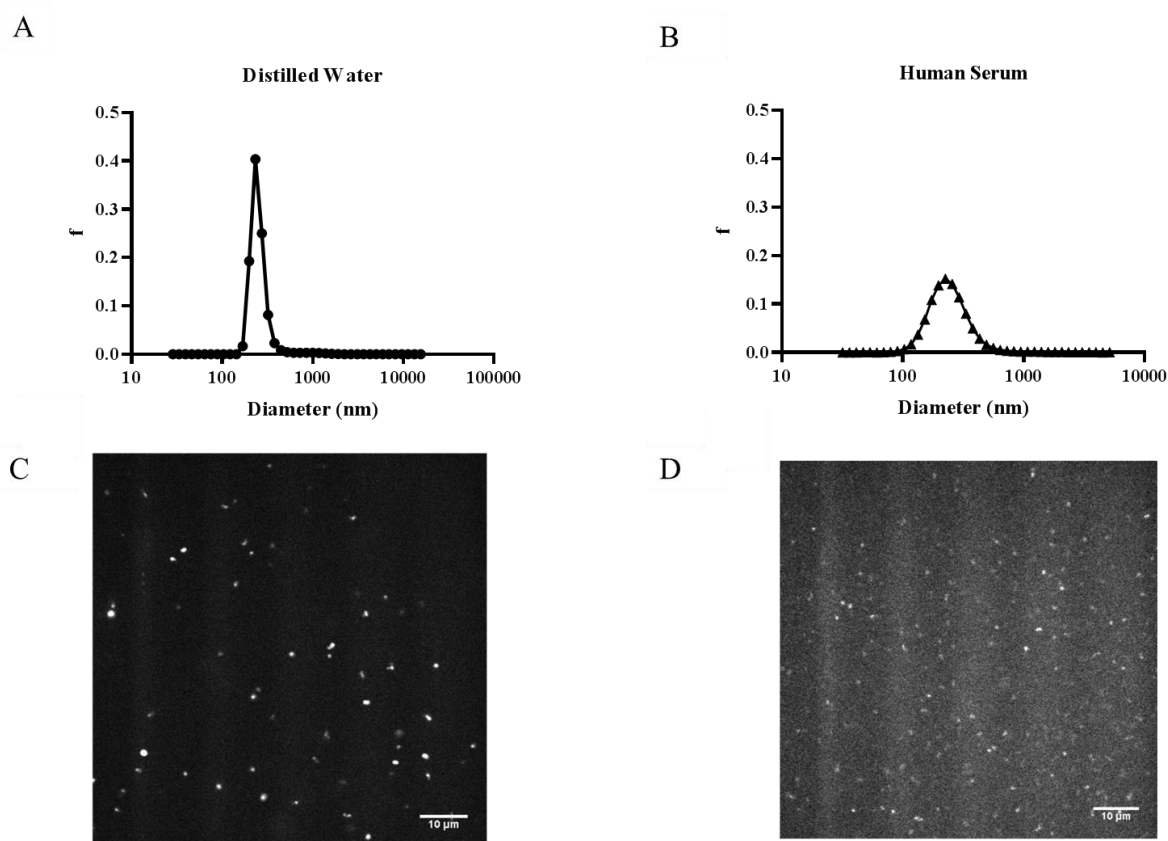 A
Distilled Water
0.5
0.4
0.3
0.2
0.1
0.0
f
10 100 1000 10000 100000
Diameter (nm)
B
Human Serum
0.5
0.4
0.3
0.2
0.1
0.0
f
10 100 1000 10000
Diameter (nm)
C
10 µm
D
10 µm